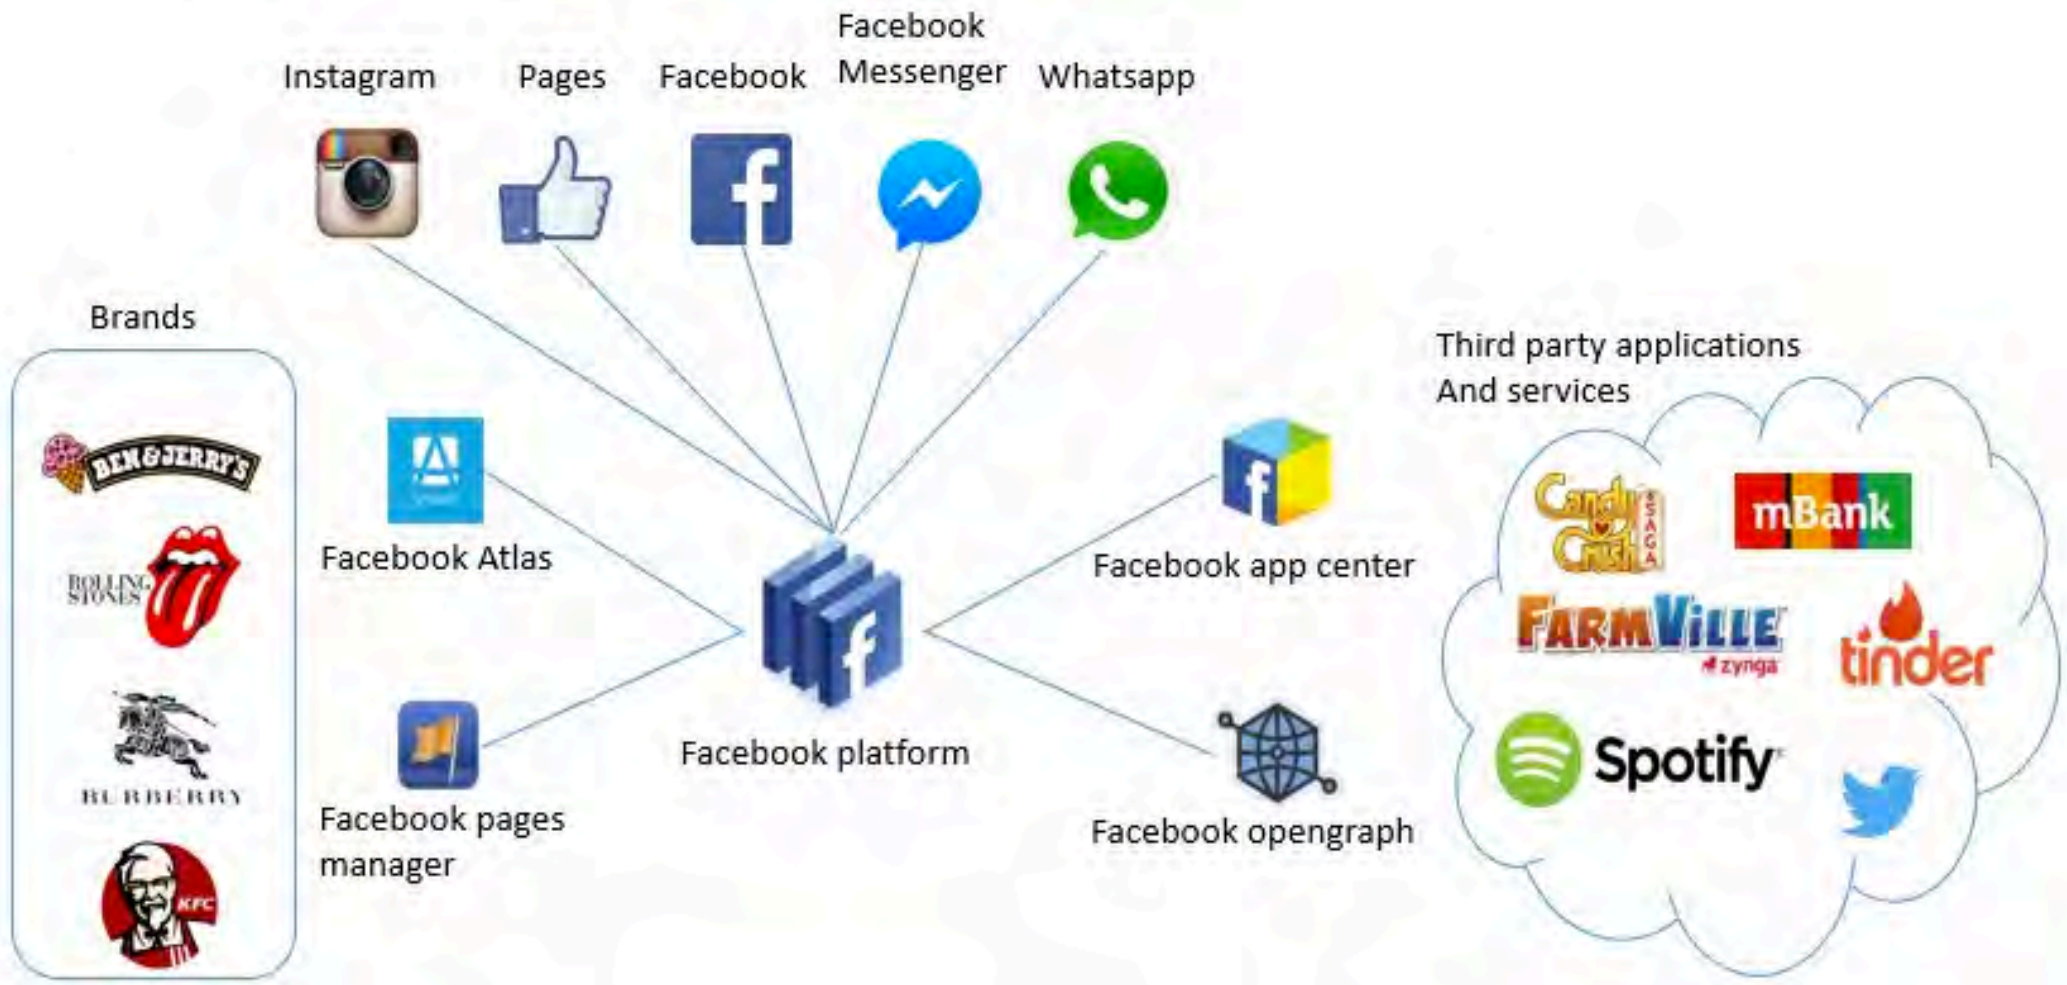 Facebook
Messenger
Instagram
Pages
Facebook
Whatsapp
Brands
Third party applications
And services
BEN & JERRY'S
ROLLING
STONES
BURBERRY
KFC
Facebook Atlas
Facebook pages
manager
Facebook platform
Facebook app center
Facebook opengraph
Candy
Crush
SAGA
mBank
FARMVILLE
zynga
tinder
Spotify